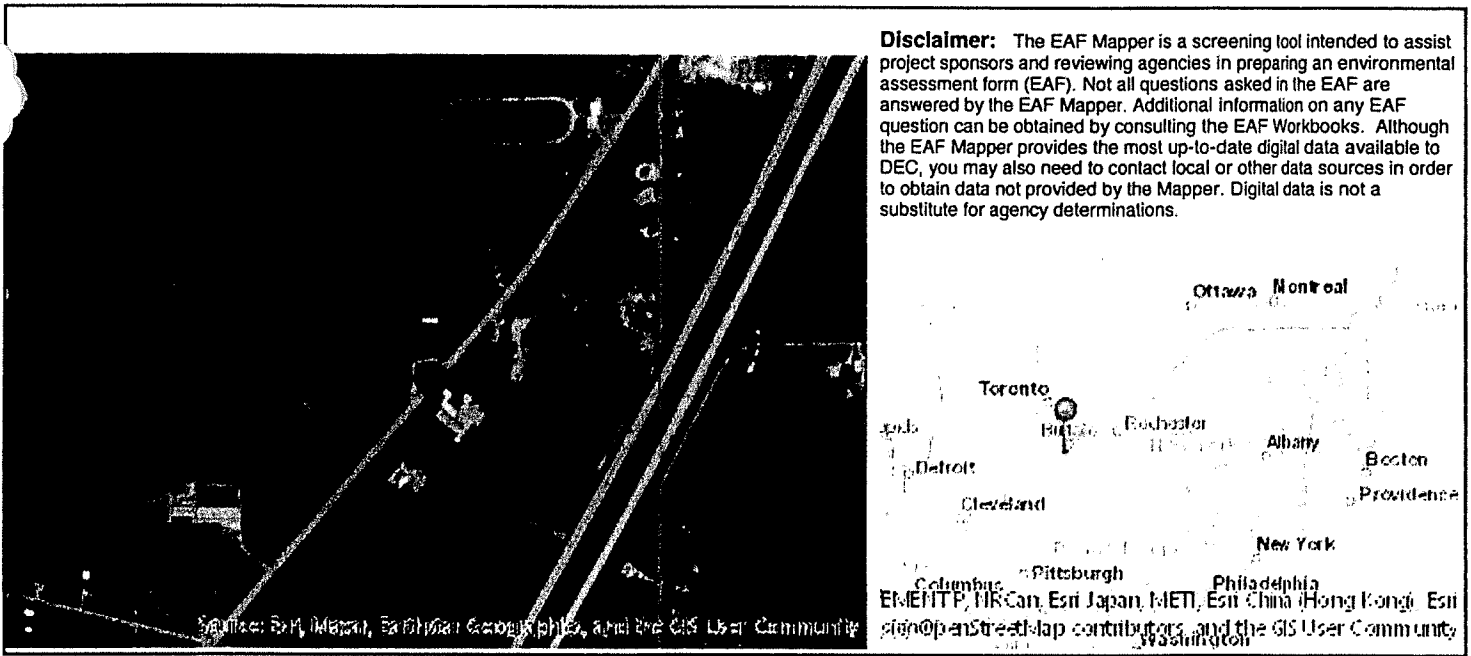 Disclaimer: The EAF Mapper is a screening tool intended to assist
project sponsors and reviewing agencies in preparing an environmental
assessment form (EAF). Not all questions asked in the EAF are
answered by the EAF Mapper. Additional information on any EAF
question can be obtained by consulting the EAF Workbooks. Although
the EAF Mapper provides the most up-to-date digital data available to
DEC, you may also need to contact local or other data sources in order
to obtain data not provided by the Mapper. Digital data is not a
substitute for agency determinations.
Ottawa Montreal
Toronto
Rochester
Albany
Detroit
Boston
Cleveland
Providence
New York
Columbus Pittsburgh
Philadelphia
NRCan, Esri Japan, METI, Esri China (Hong Kong), Esri
OpenStreetMap contributors, and the GIS User Community
Washington
and the GIS User Community